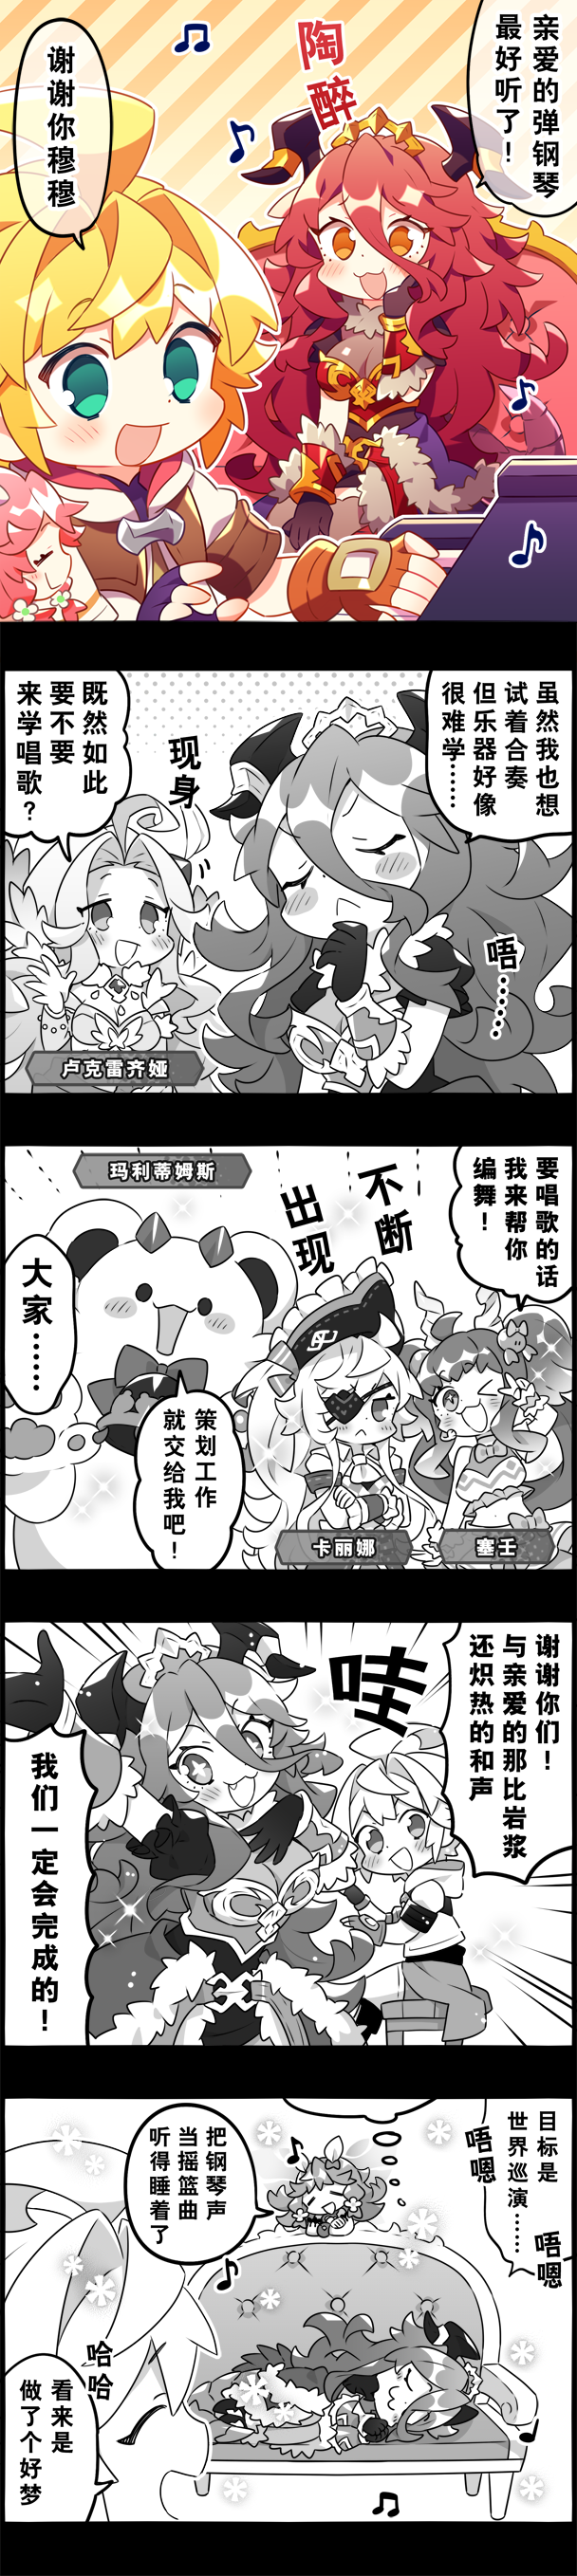 亲爱的弹钢琴
最好听了！
陶醉
谢谢你穆穆
虽然我也想
试着合奏
但乐器好像
很难学……
唔……
现身
既然如此
要不要
来学唱歌？
卢克雷齐娅
要唱歌的话
我来帮你
编舞！
不断
出现
玛利蒂姆斯
大家……
策划工作
就交给我吧！
卡丽娜
塞壬
谢谢你们！
与亲爱的那比岩浆
还炽热的和声
哇
我们一定会完成的！
目标是
世界巡演……
唔嗯
唔嗯
把钢琴声
当摇篮曲
听得睡着了
哈哈
看来是
做了个好梦